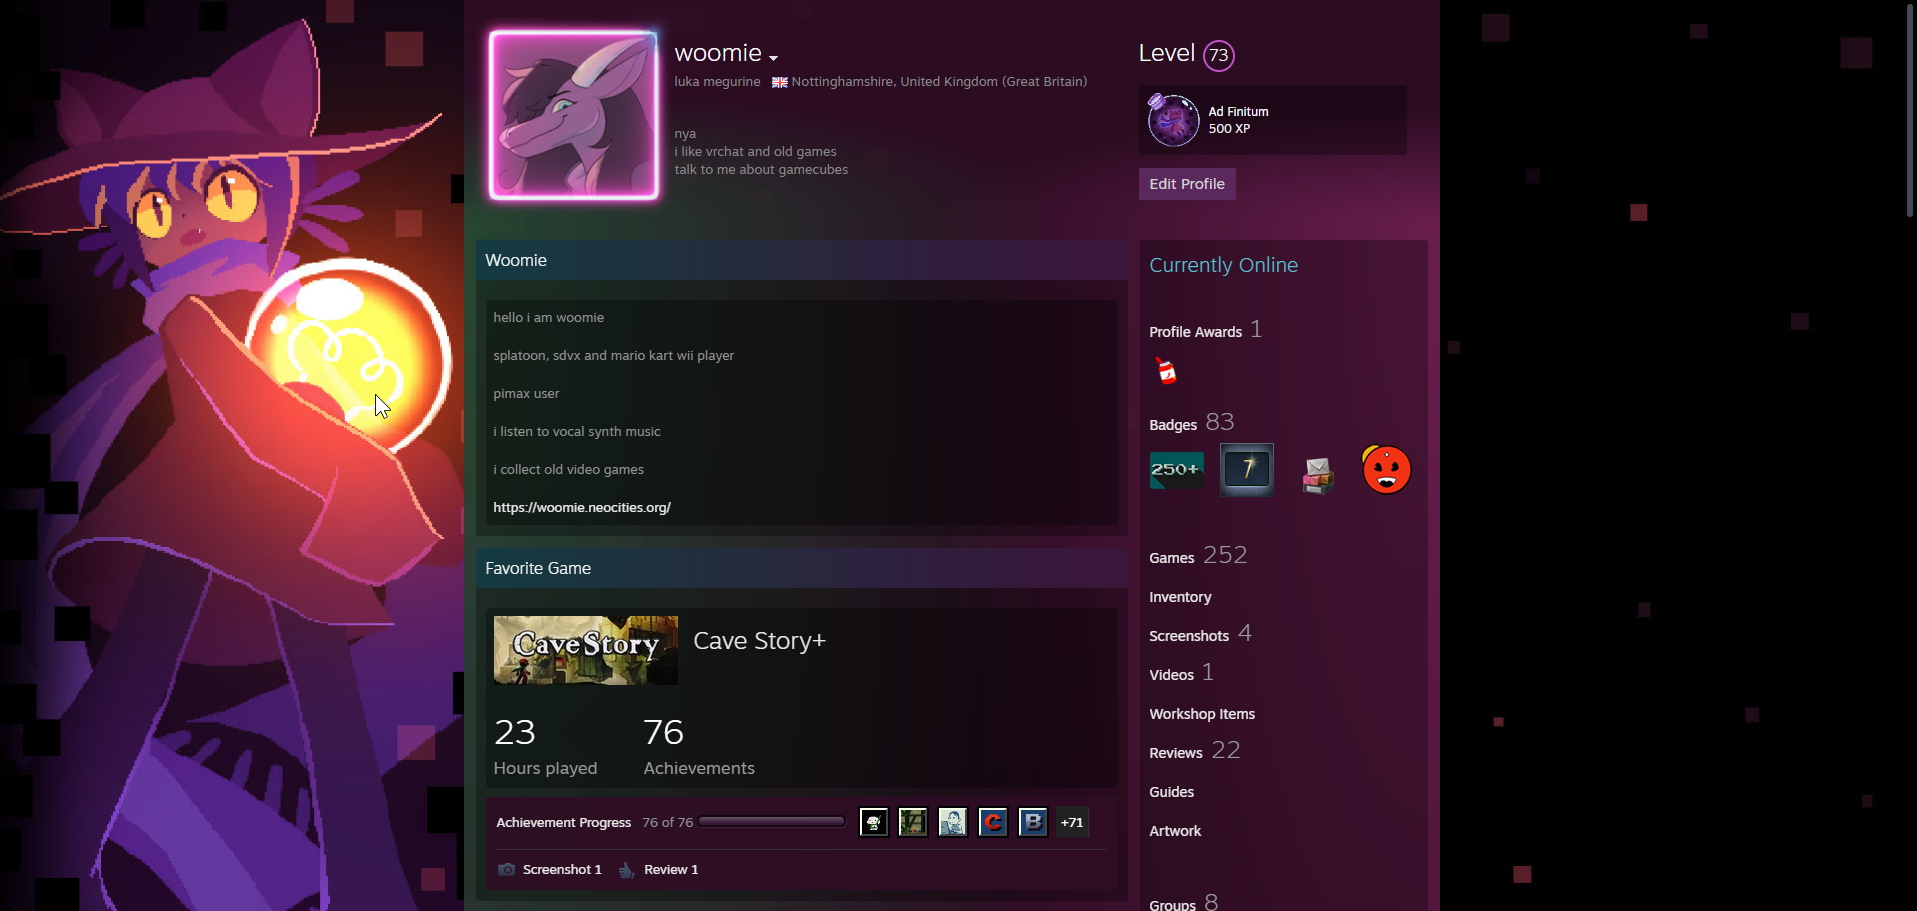 woomie
luka megurine Nottinghamshire, United Kingdom (Great Britain)
nya
i like vrchat and old games
talk to me about gamecubes
Level 73
Ad Finitum
500 XP
Edit Profile
Woomie
hello i am woomie
splatoon, sdvx and mario kart wii player
pimax user
i listen to vocal synth music
i collect old video games
https://woomie.neocities.org/
Favorite Game
Cave Story
Cave Story+
23
Hours played
76
Achievements
Achievement Progress 76 of 76
C
B
+71
Screenshot 1
Review 1
Currently Online
Profile Awards 1
Badges 83
250+
7
Games 252
Inventory
Screenshots 4
Videos 1
Workshop Items
Reviews 22
Guides
Artwork
Groups 8